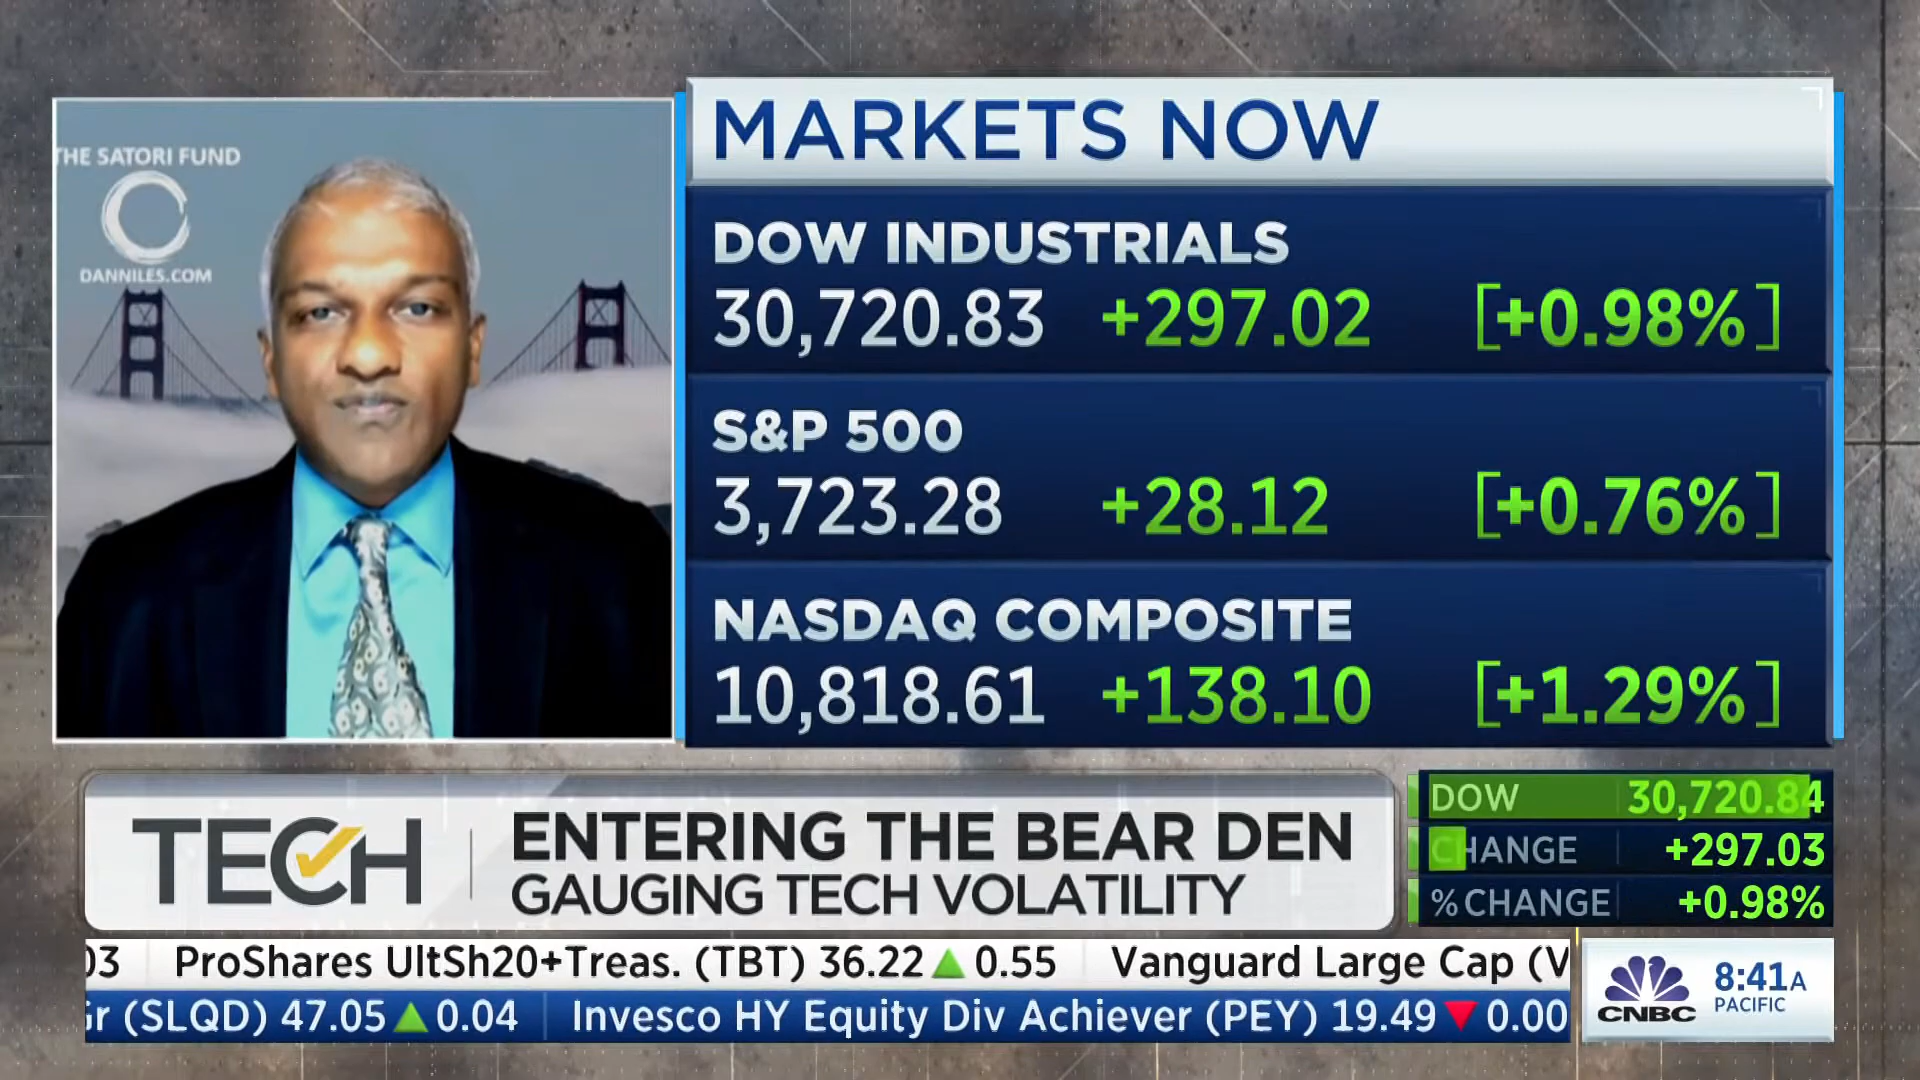 THE SATORI FUND
DANNILES.COM
MARKETS NOW
DOW INDUSTRIALS
30,720.83 +297.02 [+0.98%]
S&P 500
3,723.28 +28.12 [+0.76%]
NASDAQ COMPOSITE
10,818.61 +138.10 [+1.29%]
TECH
ENTERING THE BEAR DEN
GAUGING TECH VOLATILITY
DOW 30,720.84
CHANGE +297.03
% CHANGE +0.98%
03 ProShares UltSh20+Treas. (TBT) 36.22 ▲ 0.55 Vanguard Large Cap (V
Gr (SLQD) 47.05 ▲ 0.04 Invesco HY Equity Div Achiever (PEY) 19.49 ▼ 0.00
CNBC
8:41A
PACIFIC